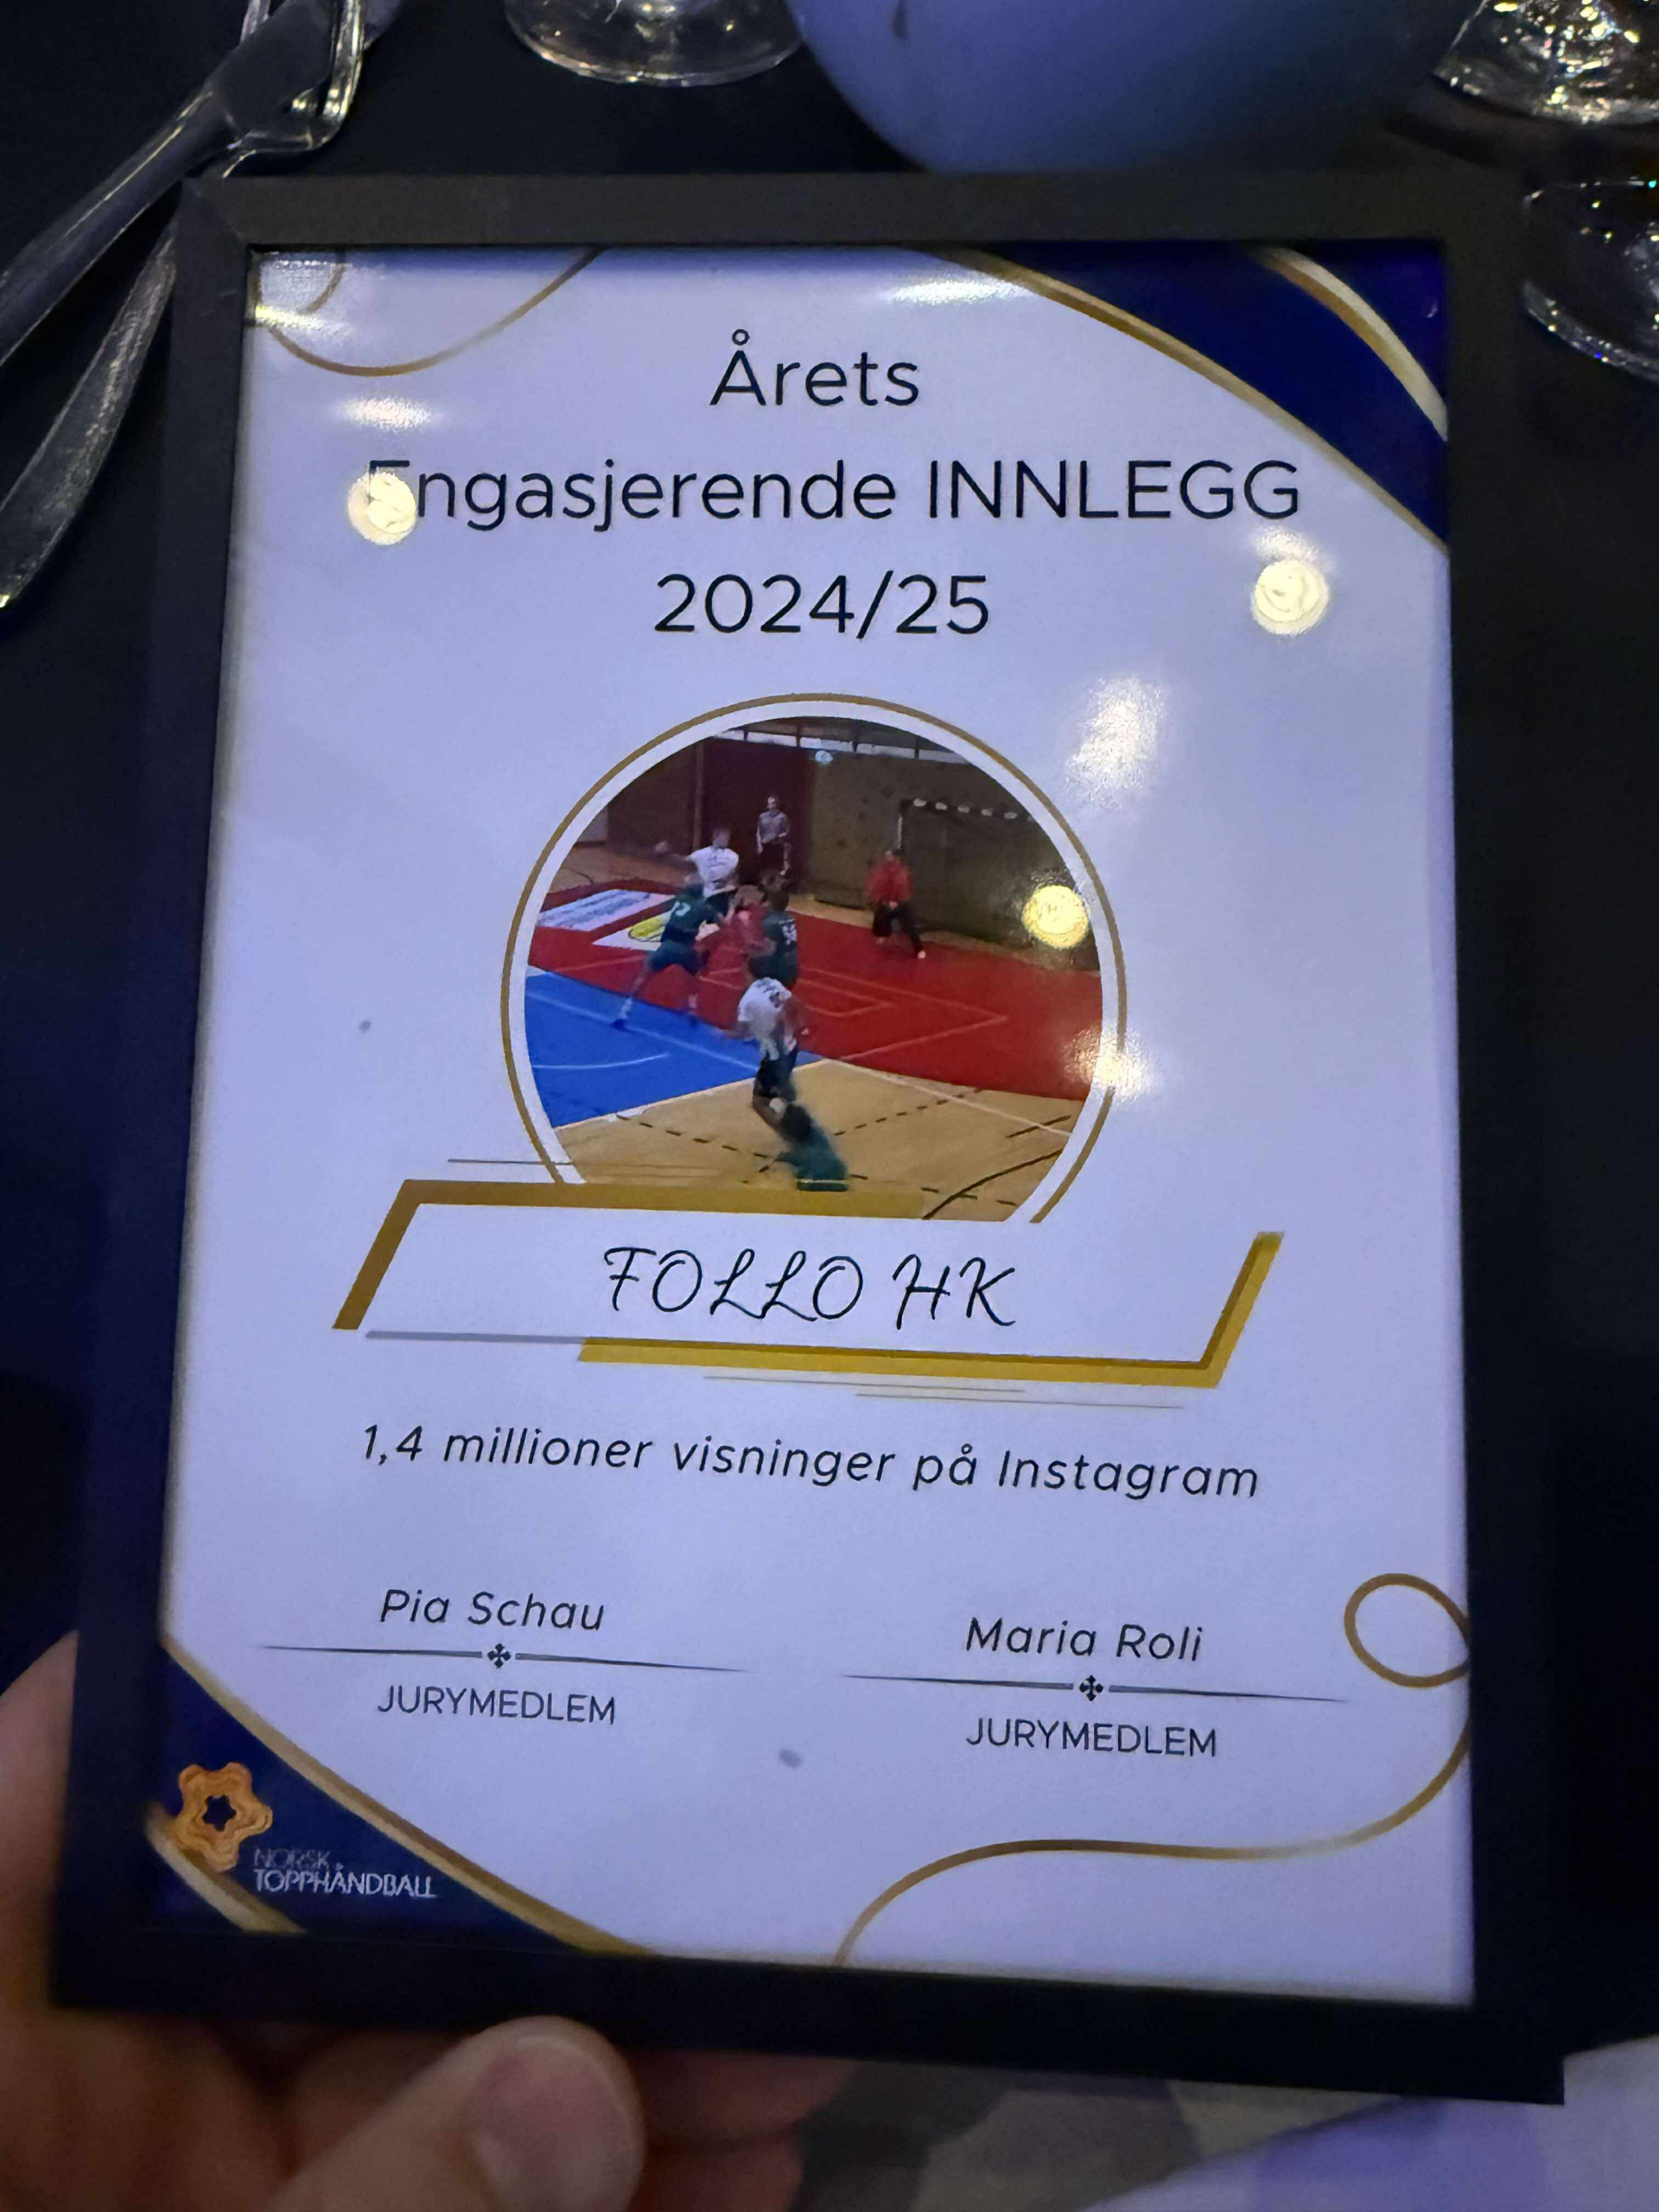 Årets
Engasjerende INNLEGG
2024/25
FOLLO HK
1,4 millioner visninger på Instagram
Pia Schau
JURYMEDLEM
Maria Roli
JURYMEDLEM
NORSK
TOPPHÅNDBALL